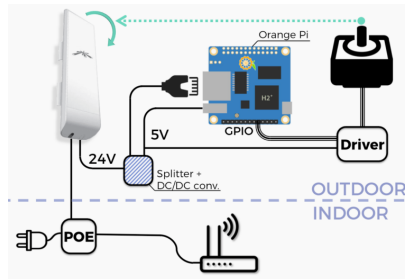 Orange Pi
H2+
GPIO
5V
24V
Splitter +
DC/DC conv.
Driver
OUTDOOR
INDOOR
POE